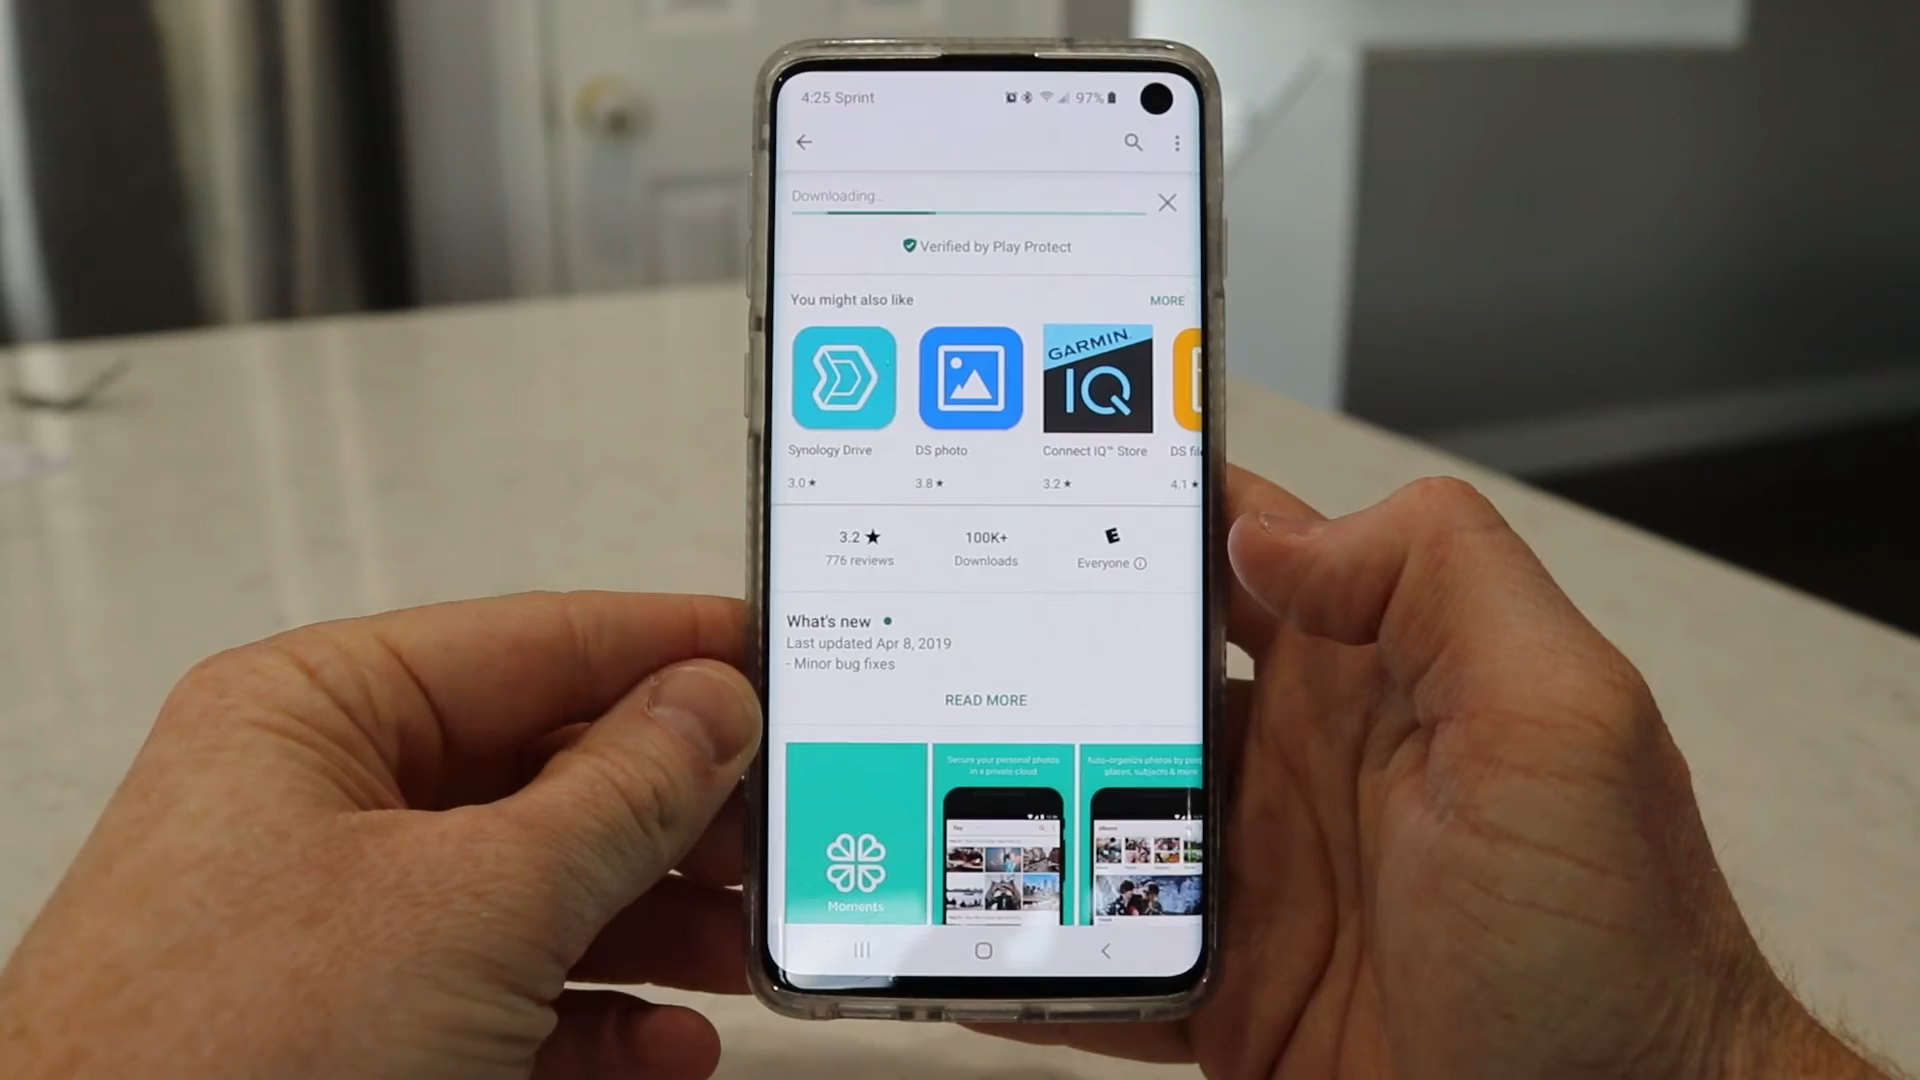 4:25 Sprint 97%
Downloading...
Verified by Play Protect
You might also like MORE
GARMIN
IQ
Synology Drive DS photo Connect IQ™ Store DS file
3.0★ 3.8★ 3.2★ 4.1★
3.2★ 100K+ E
776 reviews Downloads Everyone
What's new
Last updated Apr 8, 2019
- Minor bug fixes
READ MORE
Secure your personal photos
in a private cloud
Auto-organize photos by
places, subjects & more
Moments